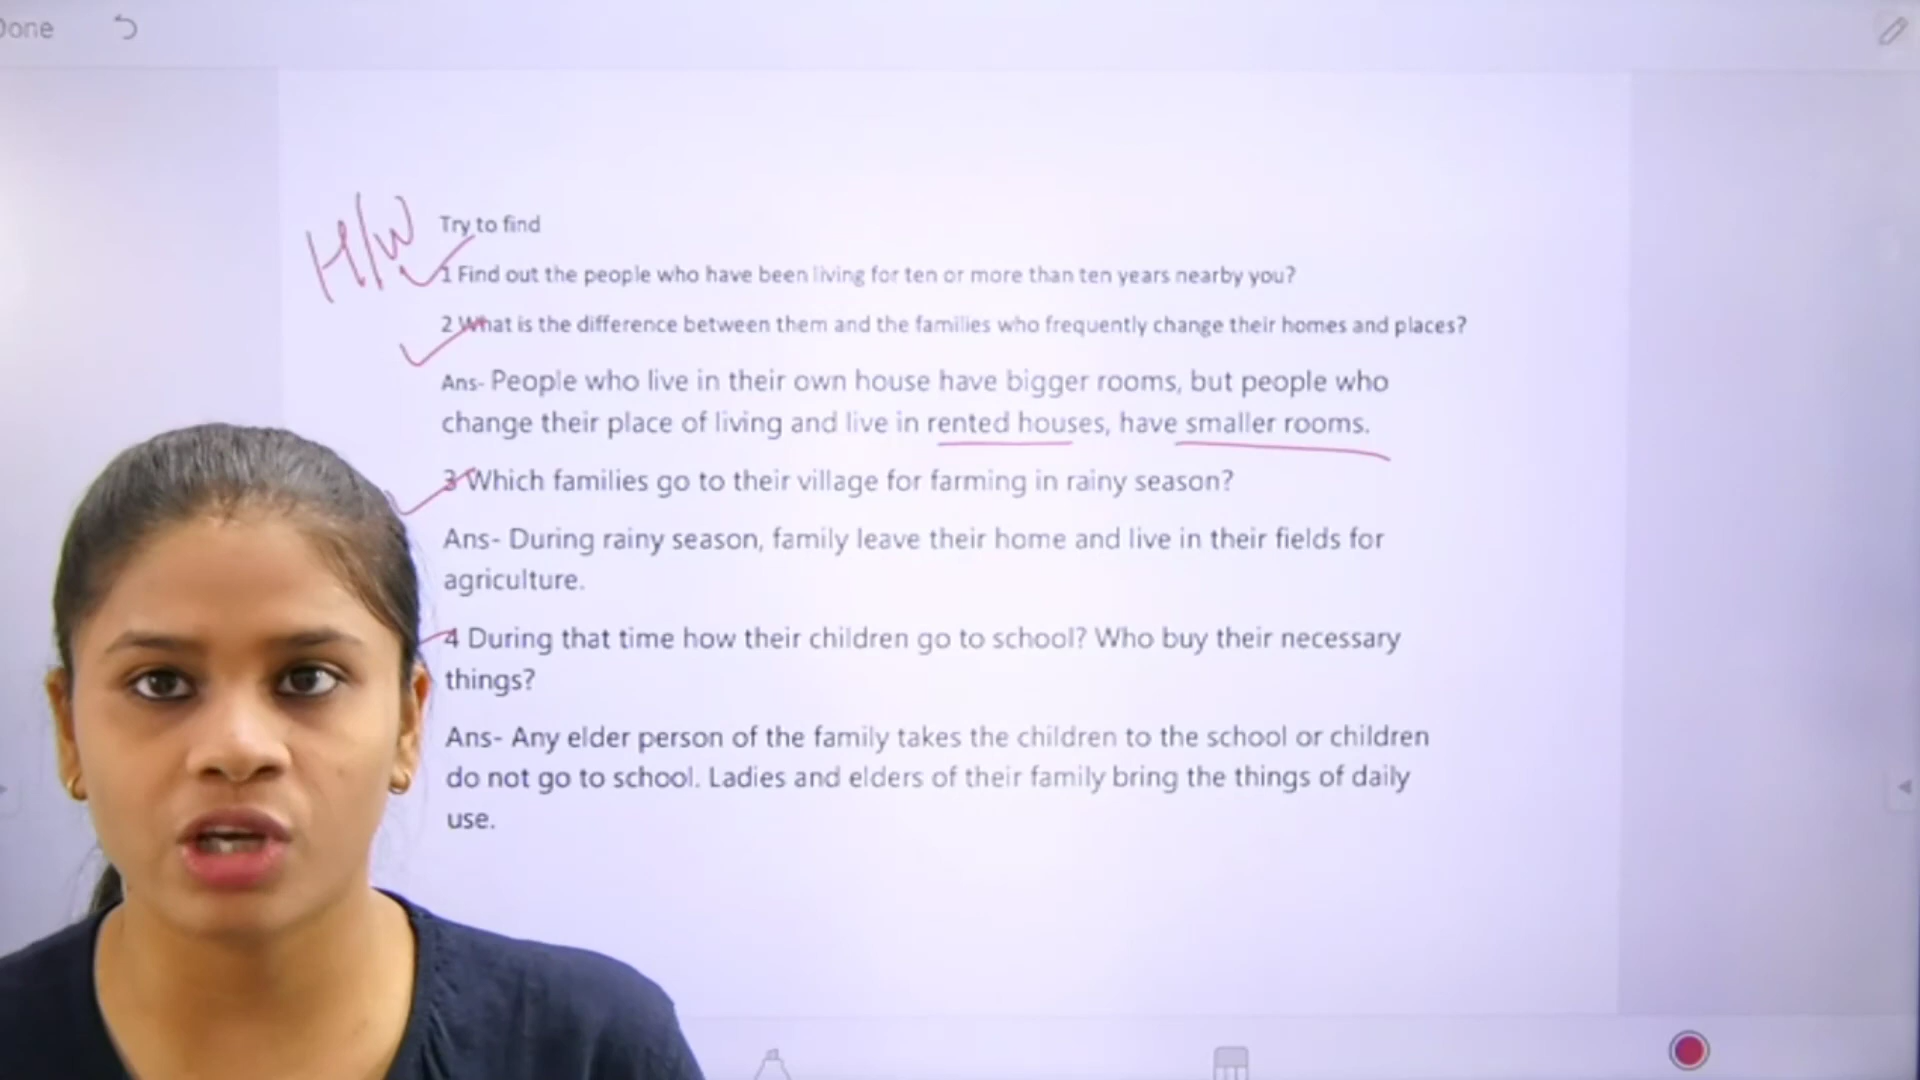 Done
H/W
Try to find
1 Find out the people who have been living for ten or more than ten years nearby you?
2 What is the difference between them and the families who frequently change their homes and places?
Ans- People who live in their own house have bigger rooms, but people who
change their place of living and live in rented houses, have smaller rooms.
3 Which families go to their village for farming in rainy season?
Ans- During rainy season, family leave their home and live in their fields for
agriculture.
4 During that time how their children go to school? Who buy their necessary
things?
Ans- Any elder person of the family takes the children to the school or children
do not go to school. Ladies and elders of their family bring the things of daily
use.